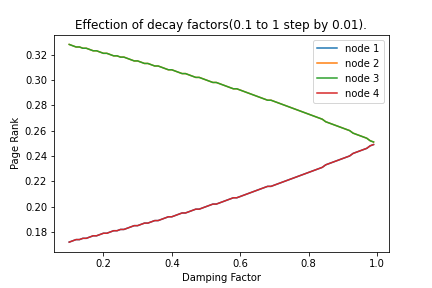 Effection of decay factors(0.1 to 1 step by 0.01).
node 1
node 2
node 3
node 4
Page Rank
0.32
0.30
0.28
0.26
0.24
0.22
0.20
0.18
0.2
0.4
0.6
0.8
1.0
Damping Factor